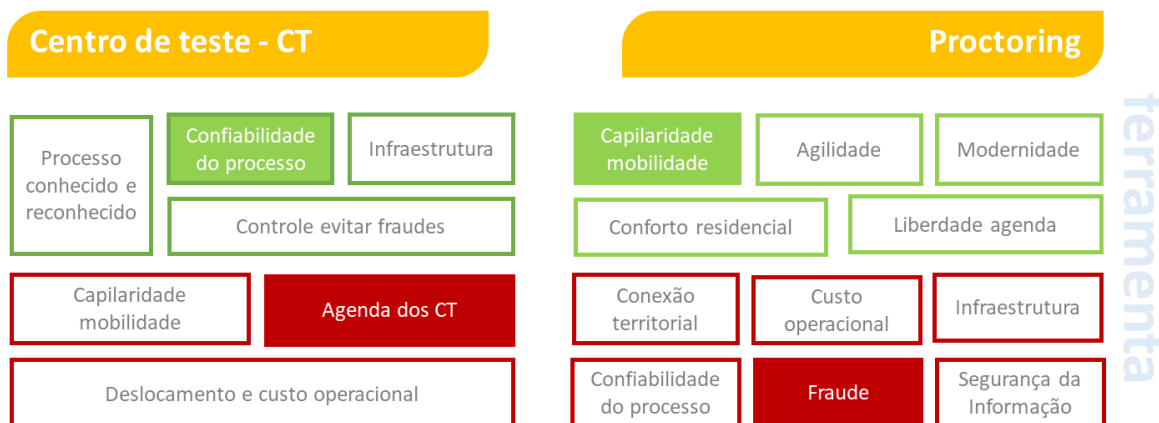 Centro de teste - CT
Proctoring
Processo
conhecido e
reconhecido
Confiabilidade
do processo
Infraestrutura
Controle evitar fraudes
Capilaridade
mobilidade
Agenda dos CT
Deslocamento e custo operacional
Capilaridade
mobilidade
Agilidade
Modernidade
Conforto residencial
Liberdade agenda
Conexão
territorial
Custo
operacional
Infraestrutura
Confiabilidade
do processo
Fraude
Segurança da
Informação
terramenta